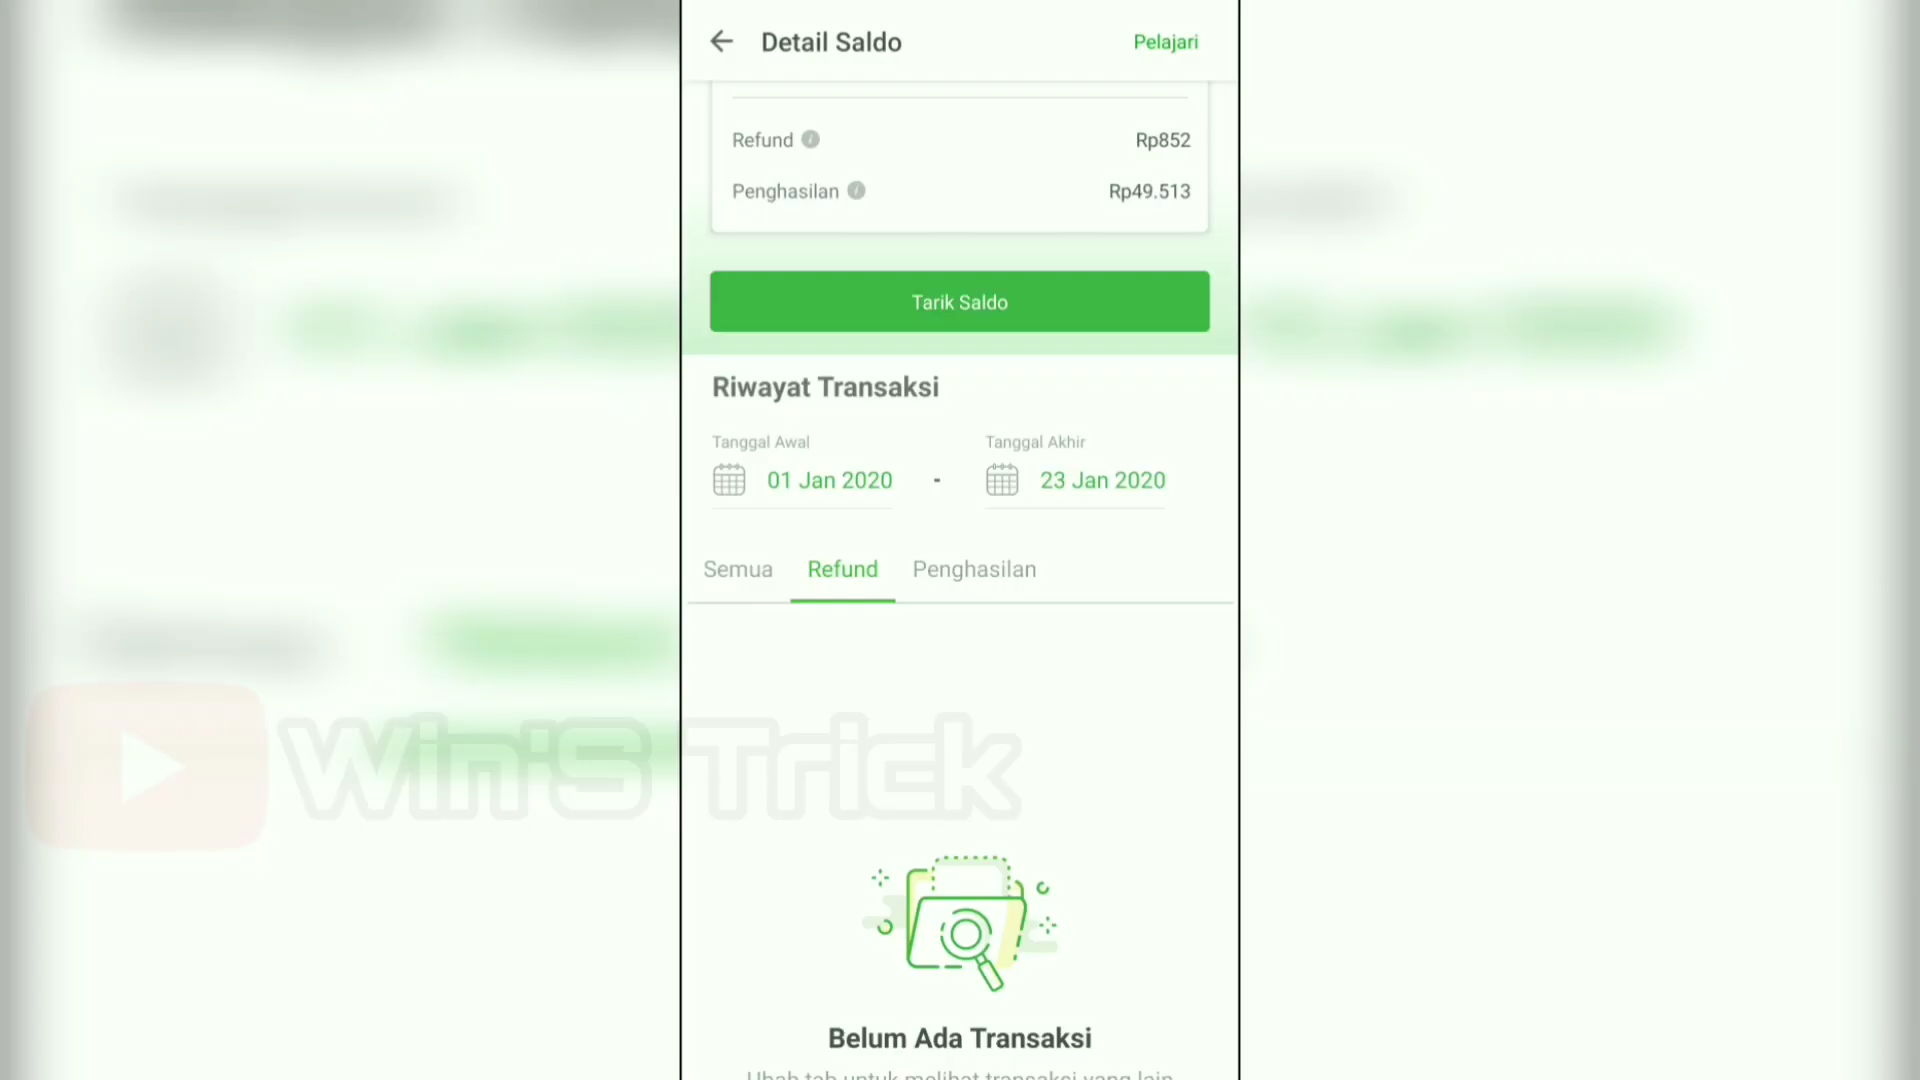 Detail Saldo
Pelajari
Refund
Rp852
Penghasilan
Rp49.513
Tarik Saldo
Riwayat Transaksi
Tanggal Awal
Tanggal Akhir
01 Jan 2020 - 23 Jan 2020
Semua Refund Penghasilan
Win'S Trick
Belum Ada Transaksi
Ubah tab untuk melihat transaksi yang lain